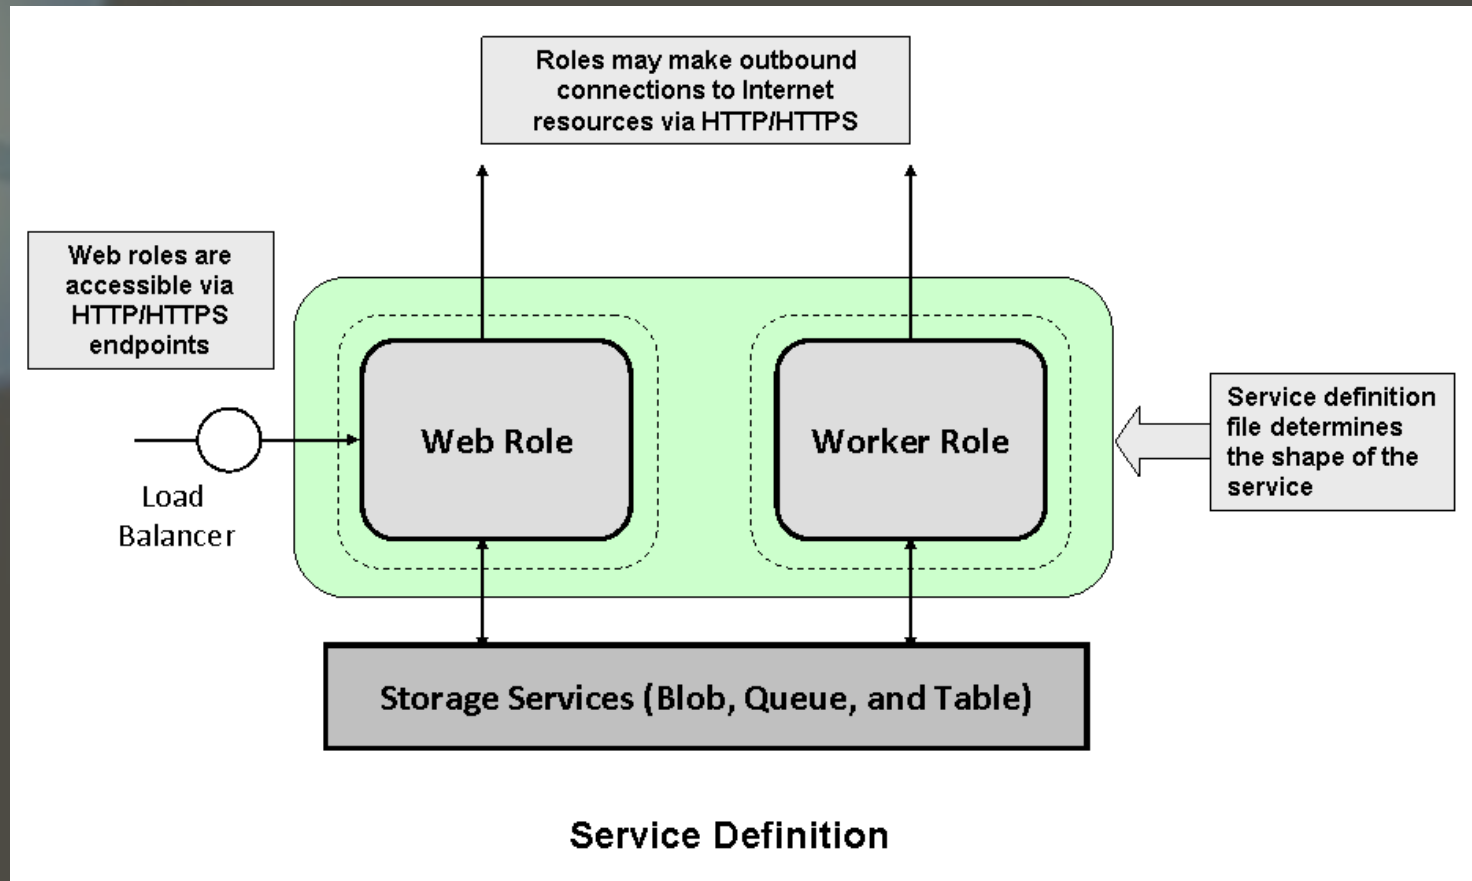 Roles may make outbound
connections to Internet
resources via HTTP/HTTPS
Web roles are
accessible via
HTTP/HTTPS
endpoints
Web Role
Worker Role
Service definition
file determines
the shape of the
service
Load
Balancer
Storage Services (Blob, Queue, and Table)
Service Definition